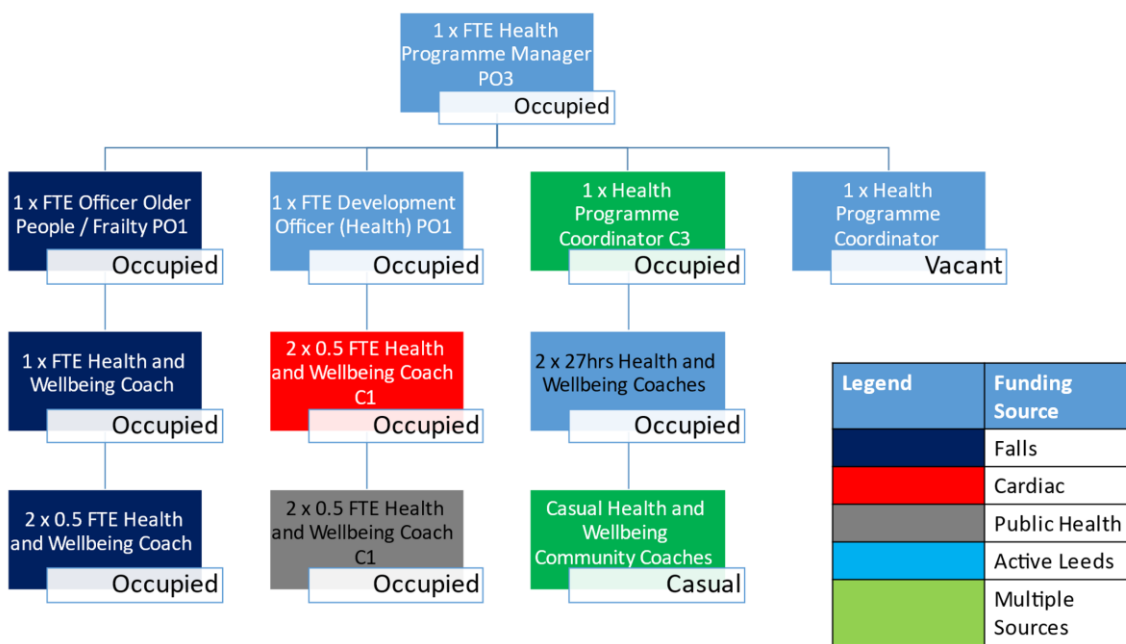 1 x FTE Health
Programme Manager
PO3
Occupied
1 x FTE Officer Older
People / Frailty PO1
Occupied
1 x FTE Development
Officer (Health) PO1
Occupied
1 x Health
Programme
Coordinator C3
Occupied
1 x Health
Programme
Coordinator
Vacant
1 x FTE Health and
Wellbeing Coach
Occupied
2 x 0.5 FTE Health
and Wellbeing Coach
C1
Occupied
2 x 27hrs Health and
Wellbeing Coaches
Occupied
2 x 0.5 FTE Health
and Wellbeing Coach
Occupied
2 x 0.5 FTE Health
and Wellbeing Coach
C1
Occupied
Casual Health and
Wellbeing
Community Coaches
Casual
Legend
Funding
Source
Falls
Cardiac
Public Health
Active Leeds
Multiple
Sources